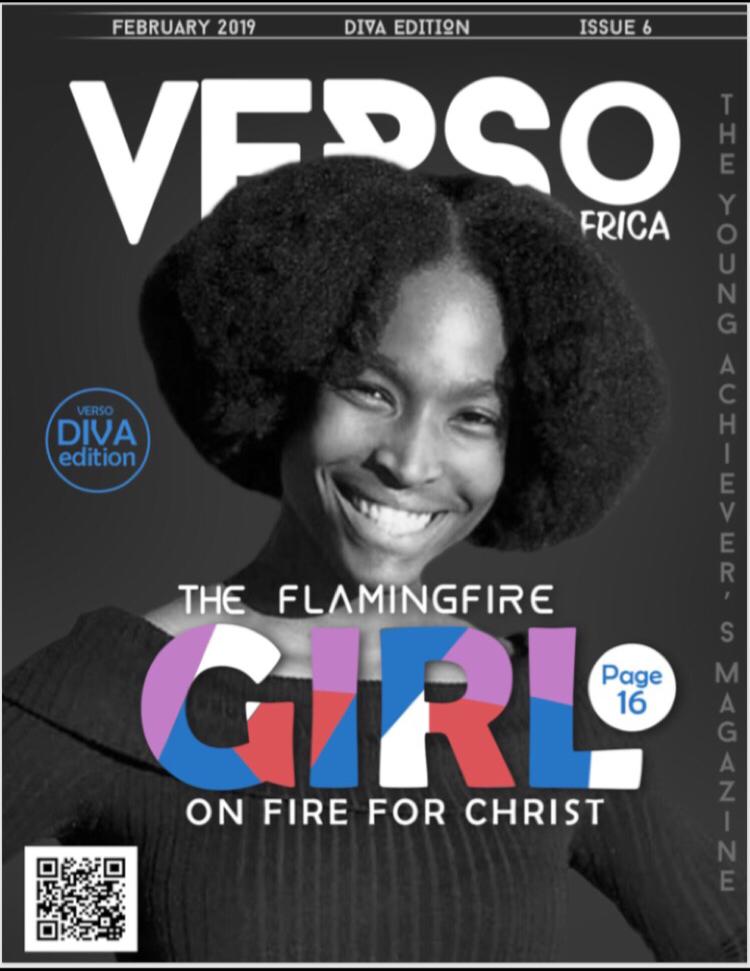 FEBRUARY 2019 DIVA EDITION ISSUE 6
VERSO
FRICA
THE YOUNG ACHIEVER'S MAGAZINE
VERSO
DIVA
edition
THE FLAMINGFIRE
GIRL
Page
16
ON FIRE FOR CHRIST